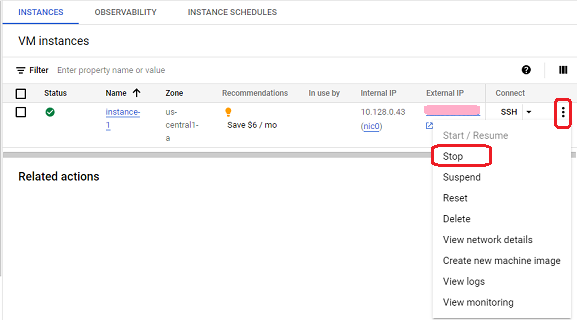 INSTANCES OBSERVABILITY INSTANCE SCHEDULES
VM instances
Filter Enter property name or value
Status Name Zone Recommendations In use by Internal IP External IP Connect
instance-
1
us-
central1-
a
Save $6 / mo
10.128.0.43
(nic0)
SSH
Start / Resume
Stop
Suspend
Reset
Delete
View network details
Create new machine image
View logs
View monitoring
Related actions